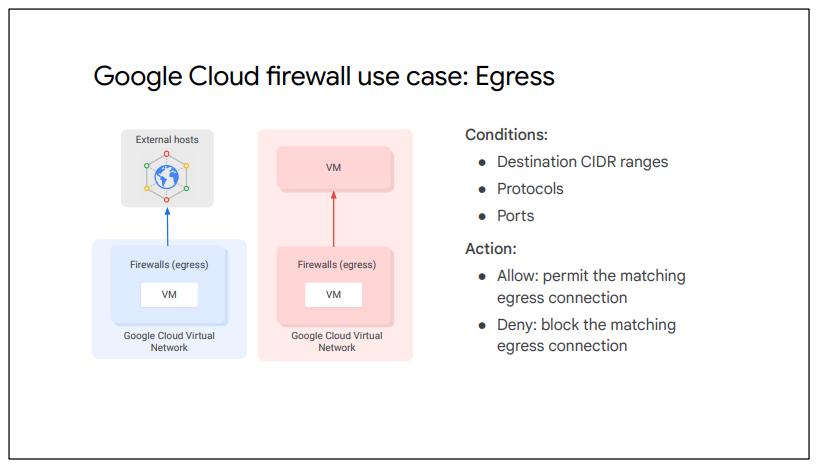 Google Cloud firewall use case: Egress
External hosts
Firewalls (egress)
VM
Google Cloud Virtual
Network
VM
Firewalls (egress)
VM
Google Cloud Virtual
Network
Conditions:
● Destination CIDR ranges
● Protocols
● Ports
Action:
● Allow: permit the matching
egress connection
● Deny: block the matching
egress connection